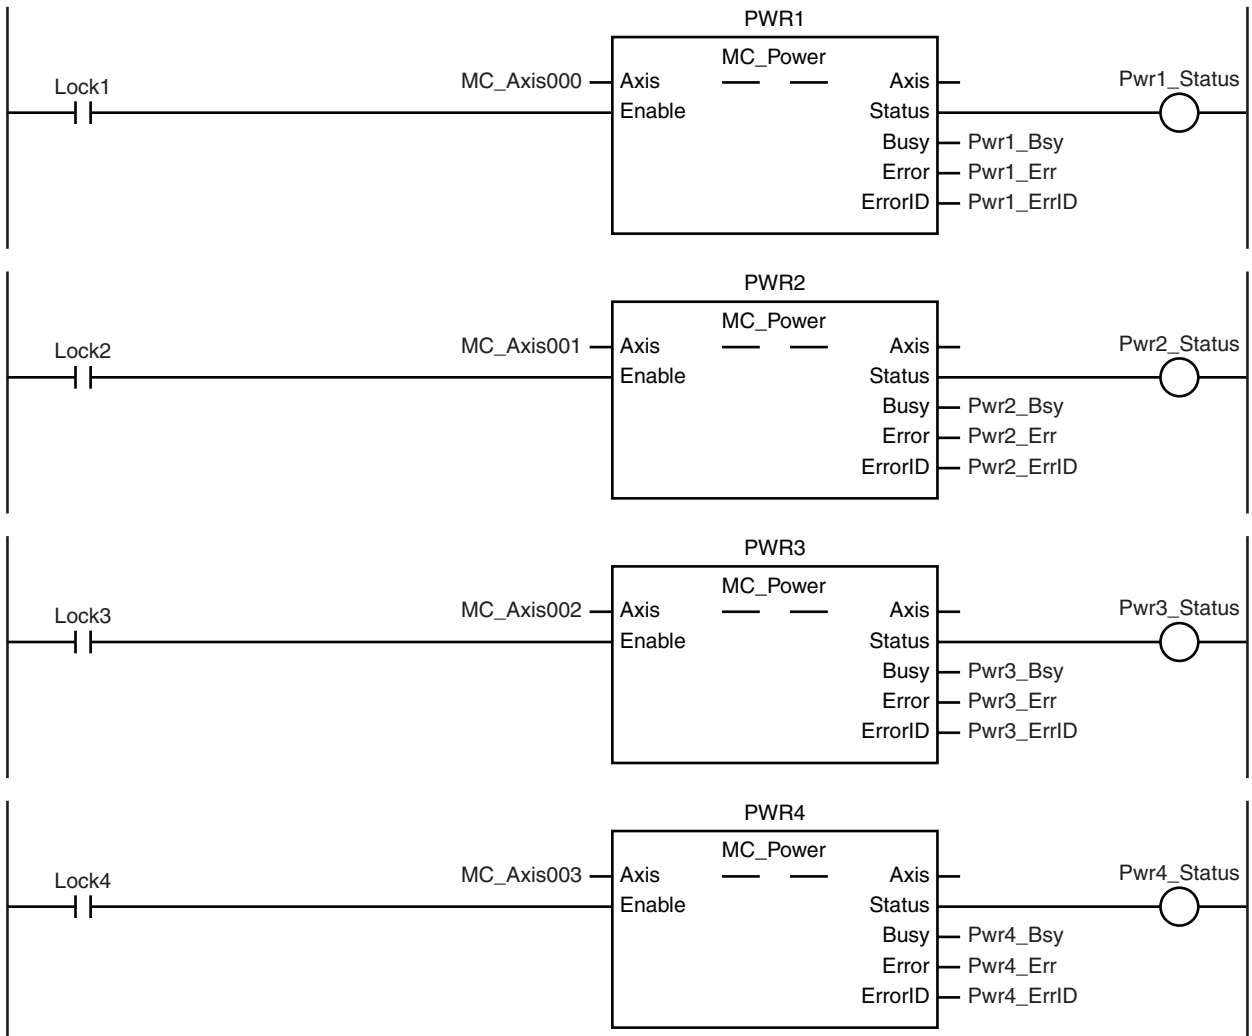 PWR1
MC_Power
Lock1
MC_Axis000 Axis Axis Pwr1_Status
Enable Status
Busy Pwr1_Bsy
Error Pwr1_Err
ErrorID Pwr1_ErrID
PWR2
MC_Power
Lock2
MC_Axis001 Axis Axis Pwr2_Status
Enable Status
Busy Pwr2_Bsy
Error Pwr2_Err
ErrorID Pwr2_ErrID
PWR3
MC_Power
Lock3
MC_Axis002 Axis Axis Pwr3_Status
Enable Status
Busy Pwr3_Bsy
Error Pwr3_Err
ErrorID Pwr3_ErrID
PWR4
MC_Power
Lock4
MC_Axis003 Axis Axis Pwr4_Status
Enable Status
Busy Pwr4_Bsy
Error Pwr4_Err
ErrorID Pwr4_ErrID